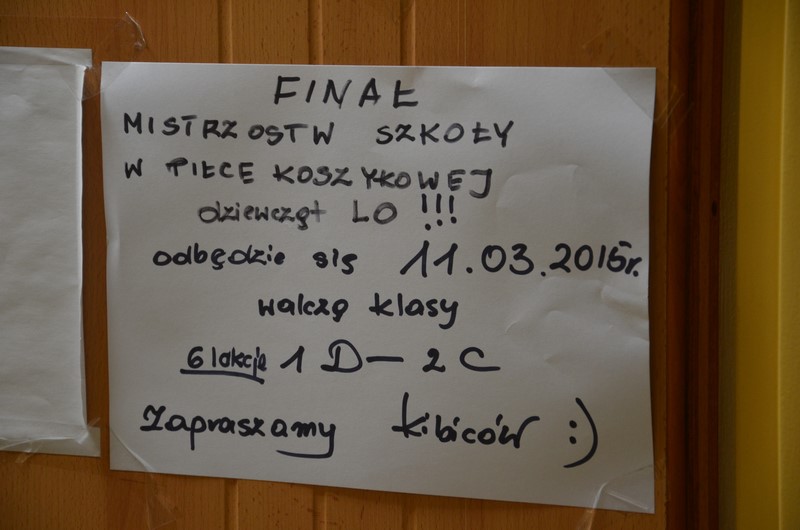 FINAŁ
MISTRZOSTW SZKOŁY
W PIŁCE KOSZYKOWEJ
dziewcząt LO !!!
odbędzie się 11.03.2015r.
walczą klasy
6 lekcja 1 D — 2 C
Zapraszamy kibiców :)